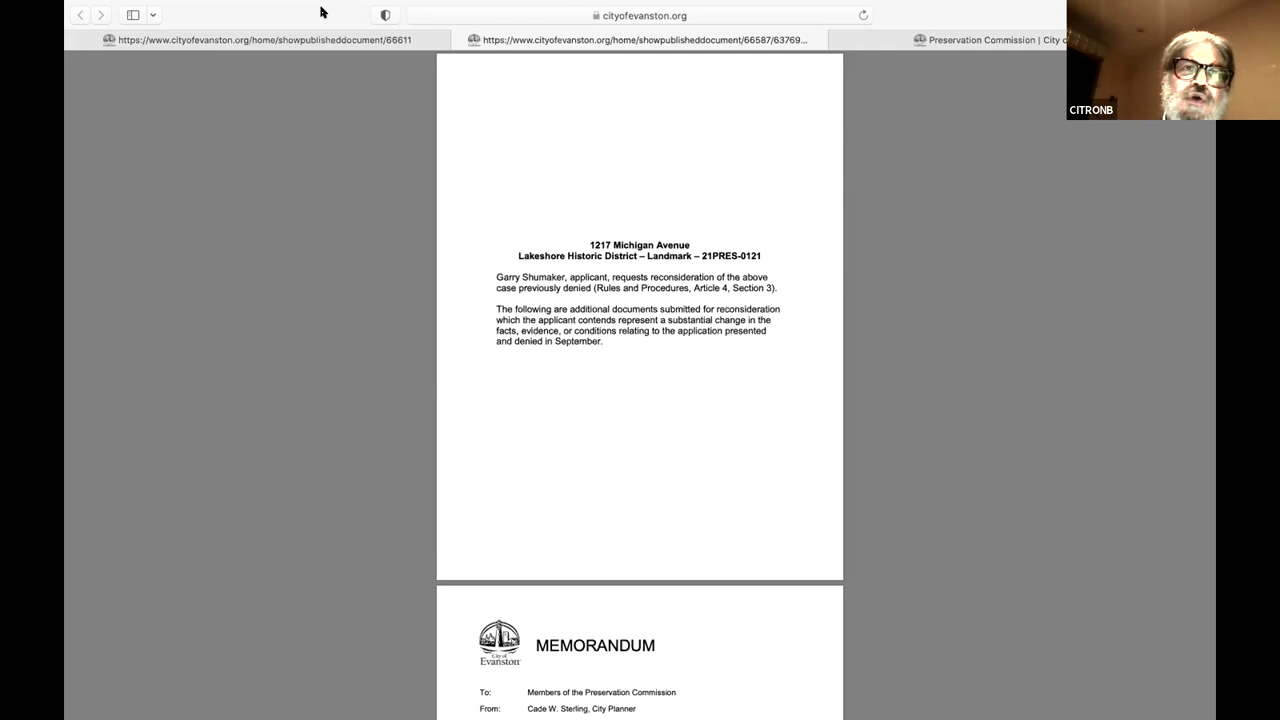 cityofevanston.org
https://www.cityofevanston.org/home/showpublisheddocument/66611
https://www.cityofevanston.org/home/showpublisheddocument/66587/63769...
Preservation Commission | City o
CITRONB
1217 Michigan Avenue
Lakeshore Historic District – Landmark – 21PRES-0121
Garry Shumaker, applicant, requests reconsideration of the above
case previously denied (Rules and Procedures, Article 4, Section 3).
The following are additional documents submitted for reconsideration
which the applicant contends represent a substantial change in the
facts, evidence, or conditions relating to the application presented
and denied in September.
City of
Evanston
MEMORANDUM
To: Members of the Preservation Commission
From: Cade W. Sterling, City Planner